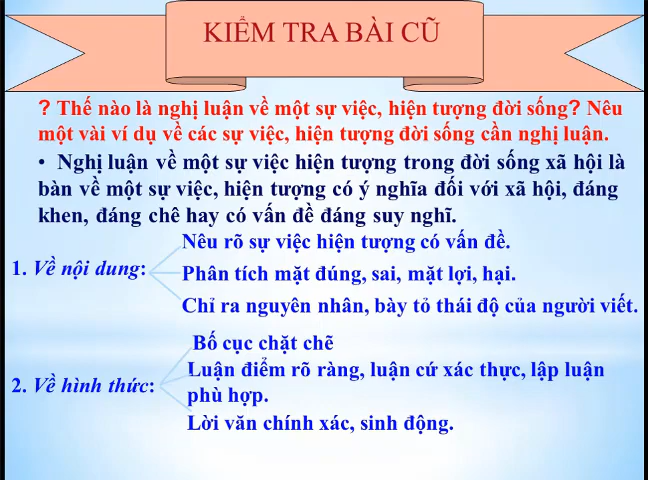 KIỂM TRA BÀI CŨ
? Thế nào là nghị luận về một sự việc, hiện tượng đời sống? Nêu
một vài ví dụ về các sự việc, hiện tượng đời sống cần nghị luận.
• Nghị luận về một sự việc hiện tượng trong đời sống xã hội là
bàn về một sự việc, hiện tượng có ý nghĩa đối với xã hội, đáng
khen, đáng chê hay có vấn đề đáng suy nghĩ.
1. Về nội dung:
Nêu rõ sự việc hiện tượng có vấn đề.
Phân tích mặt đúng, sai, mặt lợi, hại.
Chỉ ra nguyên nhân, bày tỏ thái độ của người viết.
2. Về hình thức:
Bố cục chặt chẽ
Luận điểm rõ ràng, luận cứ xác thực, lập luận
phù hợp.
Lời văn chính xác, sinh động.